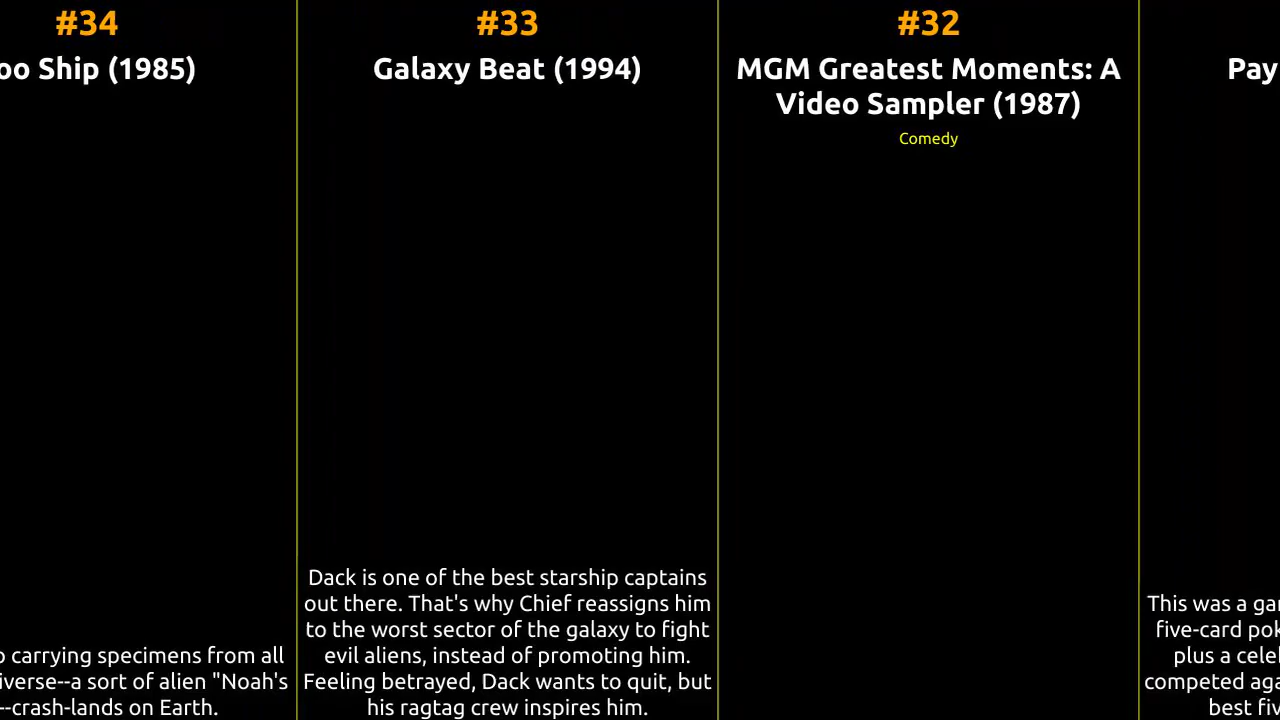 #34
oo Ship (1985)
carrying specimens from all
iverse--a sort of alien "Noah's
--crash-lands on Earth.
#33
Galaxy Beat (1994)
Dack is one of the best starship captains
out there. That's why Chief reassigns him
to the worst sector of the galaxy to fight
evil aliens, instead of promoting him.
Feeling betrayed, Dack wants to quit, but
his ragtag crew inspires him.
#32
MGM Greatest Moments: A
Video Sampler (1987)
Comedy
Pay
This was a ga
five-card pok
plus a celeb
competed aga
best fiv